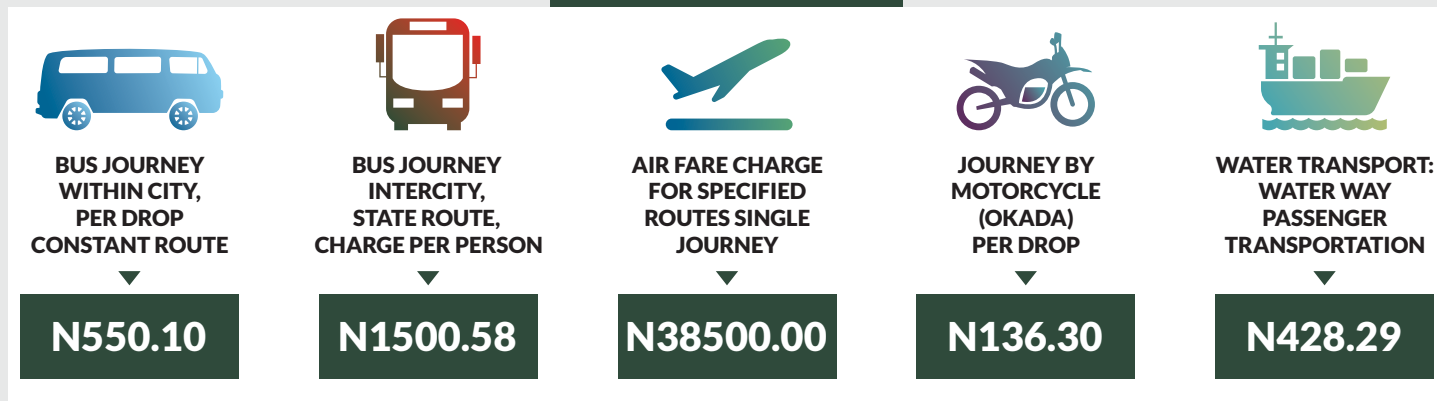 BUS JOURNEY
WITHIN CITY,
PER DROP
CONSTANT ROUTE
N550.10
BUS JOURNEY
INTERCITY,
STATE ROUTE,
CHARGE PER PERSON
N1500.58
AIR FARE CHARGE
FOR SPECIFIED
ROUTES SINGLE
JOURNEY
N38500.00
JOURNEY BY
MOTORCYCLE
(OKADA)
PER DROP
N136.30
WATER TRANSPORT:
WATER WAY
PASSENGER
TRANSPORTATION
N428.29